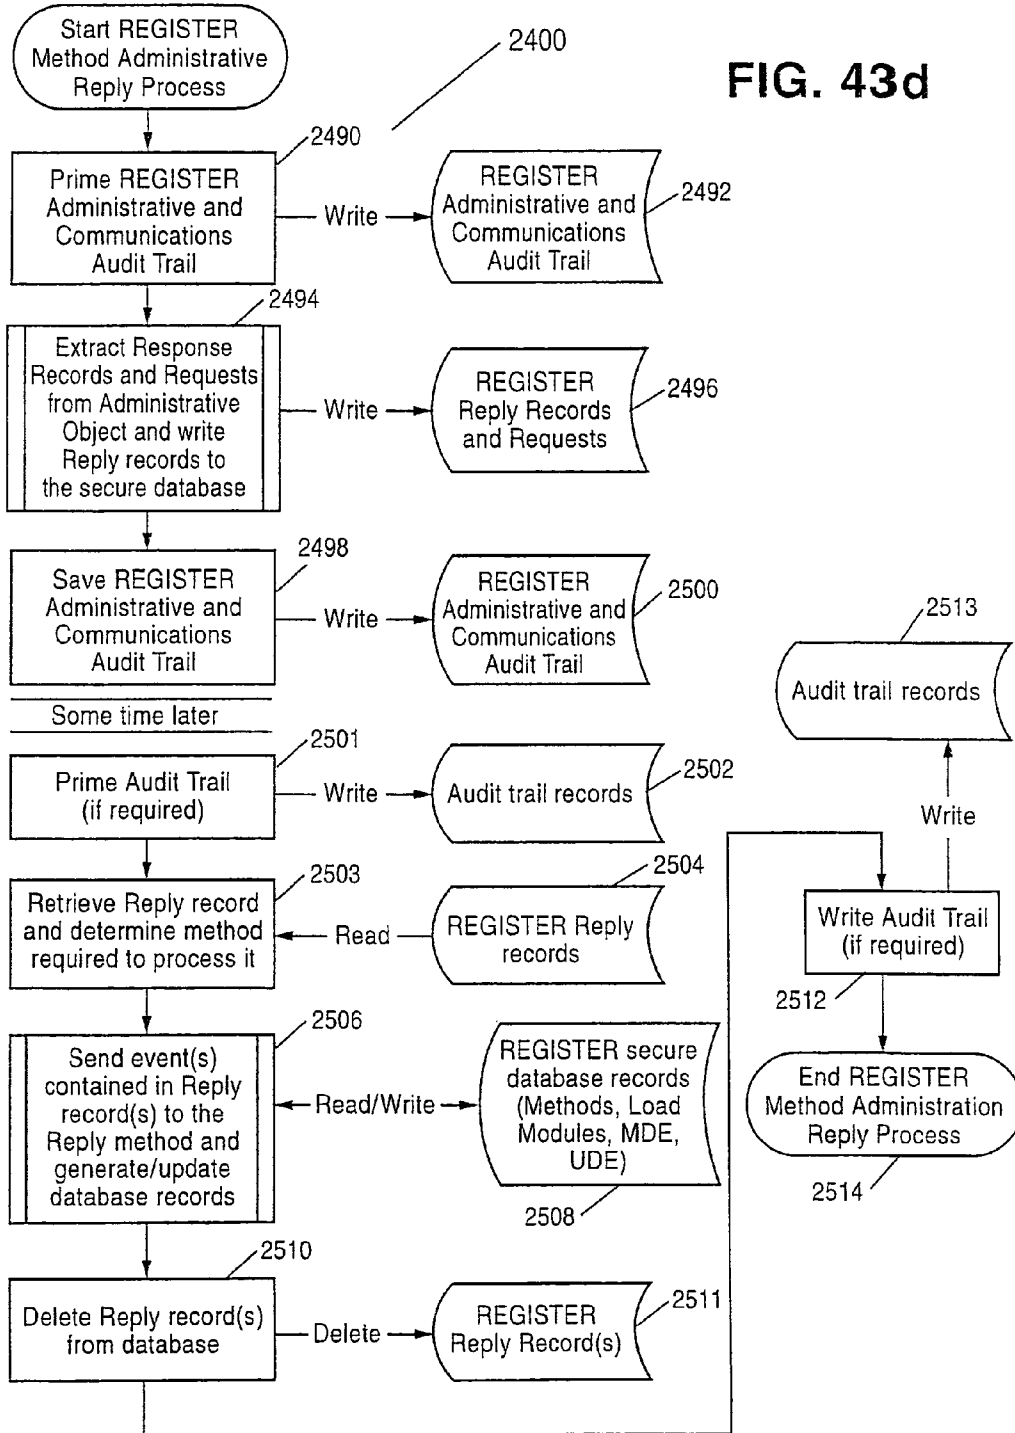 Start REGISTER
Method Administrative
Reply Process
2400
FIG. 43d
2490
Prime REGISTER
Administrative and
Communications
Audit Trail
Write
REGISTER
Administrative and
Communications
Audit Trail
2492
2494
Extract Response
Records and Requests
from Administrative
Object and write
Reply records to
the secure database
Write
REGISTER
Reply Records
and Requests
2496
2498
Save REGISTER
Administrative and
Communications
Audit Trail
Write
REGISTER
Administrative and
Communications
Audit Trail
2500
Some time later
2501
Prime Audit Trail
(if required)
Write
Audit trail records
2502
2503
Retrieve Reply record
and determine method
required to process it
Read
2504
REGISTER Reply
records
2506
Send event(s)
contained in Reply
record(s) to the
Reply method and
generate/update
database records
Read/Write
REGISTER secure
database records
(Methods, Load
Modules, MDE,
UDE)
2508
2510
Delete Reply record(s)
from database
Delete
REGISTER
Reply Record(s)
2511
2513
Audit trail records
Write
Write Audit Trail
(if required)
2512
End REGISTER
Method Administration
Reply Process
2514